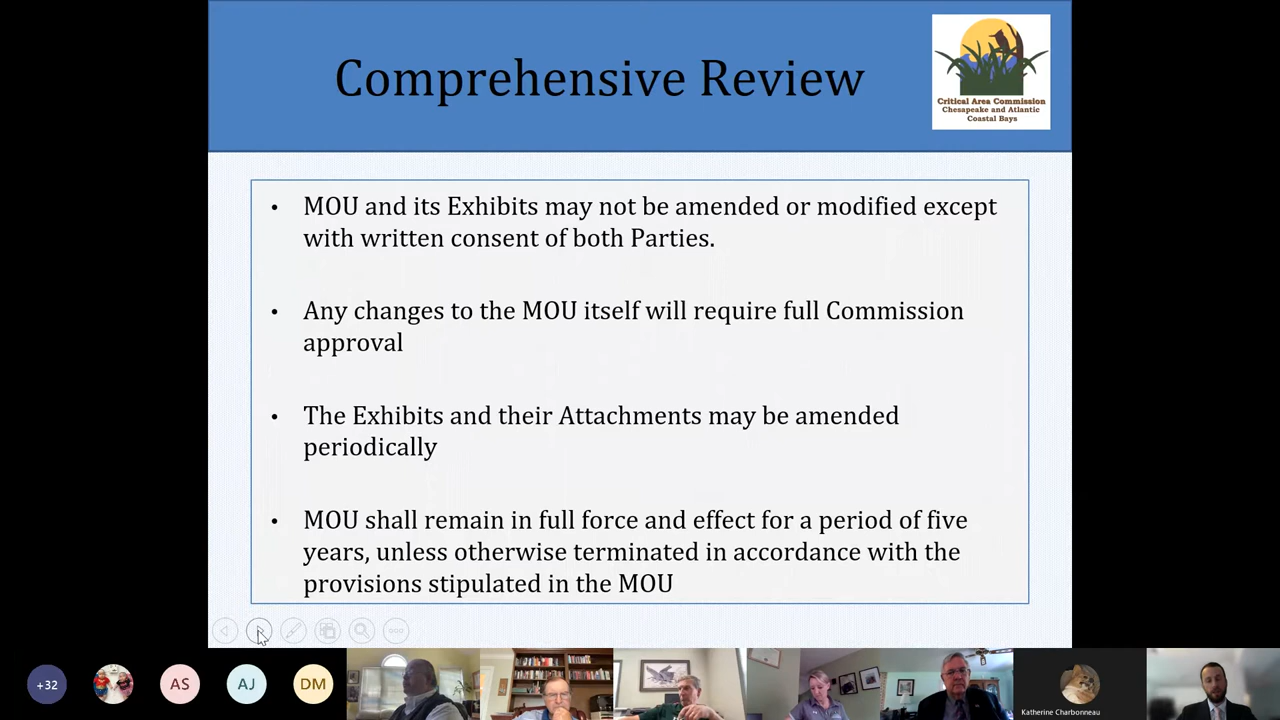 Comprehensive Review
Critical Area Commission
Chesapeake and Atlantic
Coastal Bays
• MOU and its Exhibits may not be amended or modified except
with written consent of both Parties.
• Any changes to the MOU itself will require full Commission
approval
• The Exhibits and their Attachments may be amended
periodically
• MOU shall remain in full force and effect for a period of five
years, unless otherwise terminated in accordance with the
provisions stipulated in the MOU
+32
AS
AJ
DM
Katherine Charbonneau